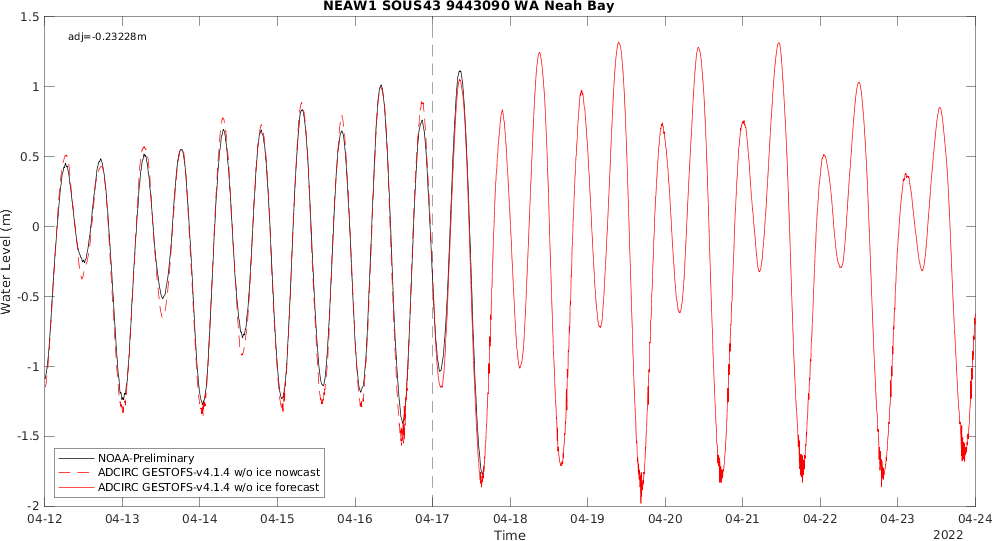 NEAW1 SOUS43 9443090 WA Neah Bay
adj=-0.23228m
1.5
1
0.5
0
-0.5
-1
-1.5
-2
Water Level (m)
NOAA-Preliminary
ADCIRC GESTOFS-v4.1.4 w/o ice nowcast
ADCIRC GESTOFS-v4.1.4 w/o ice forecast
04-12 04-13 04-14 04-15 04-16 04-17 04-18 04-19 04-20 04-21 04-22 04-23 04-24
Time
2022